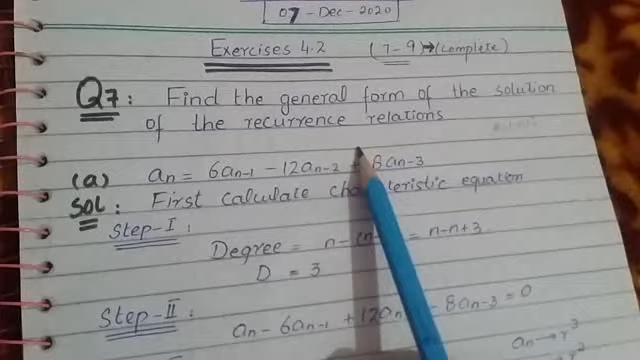 07-Dec-2020
Exercises 4.2 (7-9)→(complete)
Q7: Find the general form of the solution
of the recurrence relations
(a) an = 6an-1 - 12an-2 + 8an-3
SOL: First calculate characteristic equation
Step-I:
Degree = n- = n-n+3
D = 3
Step-II:
an - 6an-1 + 12an - 8an-3 = 0
an → r³
r²